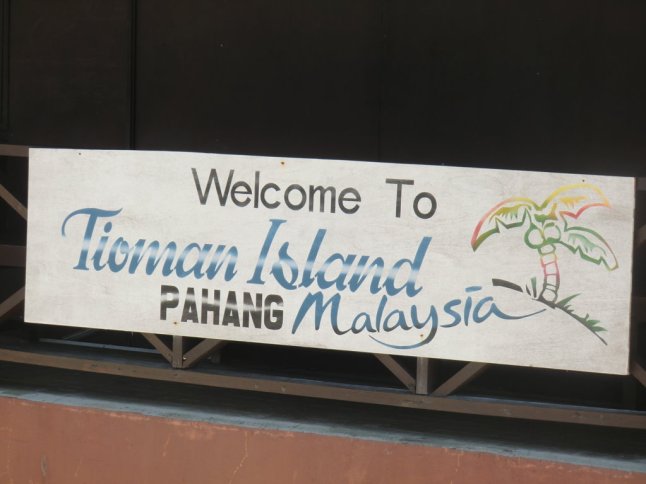 Welcome To
Tioman Island
PAHANG Malaysia